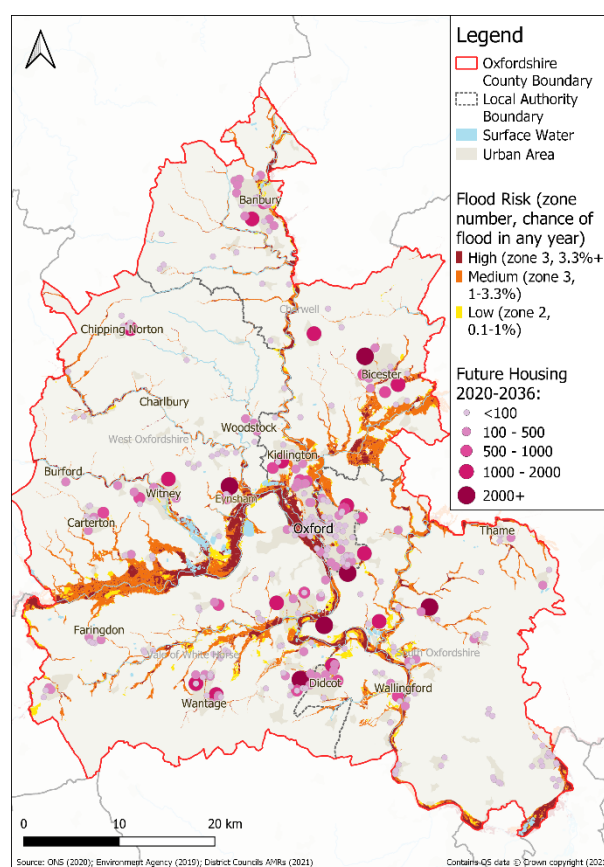 Legend
Oxfordshire
County Boundary
Local Authority
Boundary
Surface Water
Urban Area
Flood Risk (zone
number, chance of
flood in any year)
High (zone 3, 3.3%+
Medium (zone 3,
1-3.3%)
Low (zone 2,
0.1-1%)
Future Housing
2020-2036:
<100
100 - 500
500 - 1000
1000 - 2000
2000+
Banbury
Cherwell
Chipping Norton
Bicester
Charlbury
Woodstock
West Oxfordshire
Kidlington
Burford
Witney
Eynsham
Carterton
Oxford
Thame
Faringdon
Vale of White Horse
South Oxfordshire
Didcot
Wallingford
Wantage
0 10 20 km
Source: ONS (2020); Environment Agency (2019); District Councils AMRs (2021)
Contains OS data © Crown copyright (2021